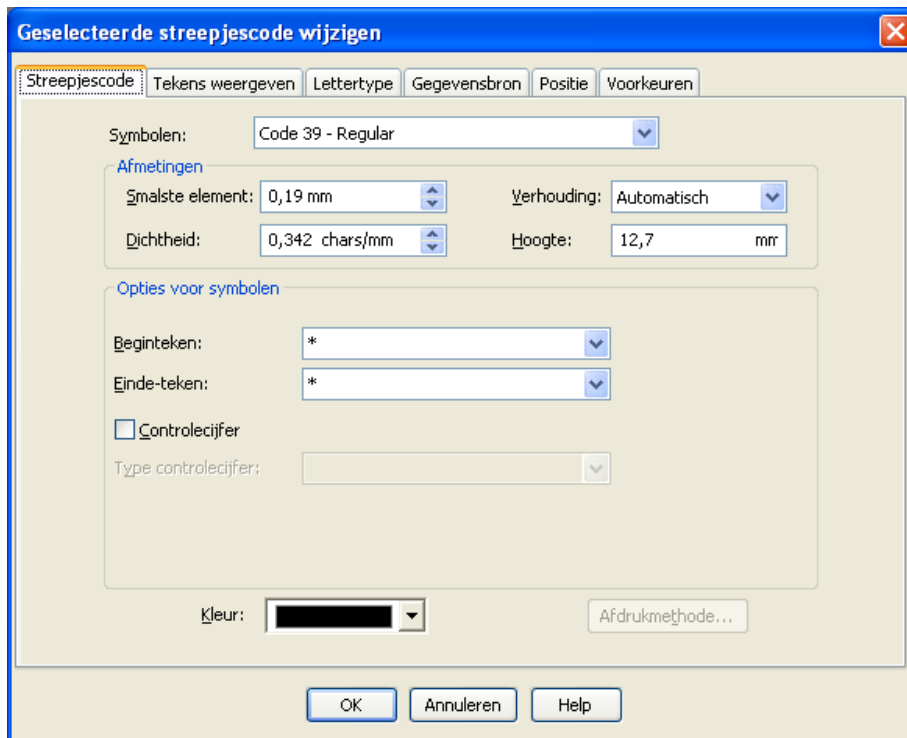 Geselecteerde streepjescode wijzigen
Streepjescode Tekens weergeven Lettertype Gegevensbron Positie Voorkeuren
Symbolen: Code 39 - Regular
Afmetingen
Smalste element: 0,19 mm Verhouding: Automatisch
Dichtheid: 0,342 chars/mm Hoogte: 12,7 mm
Opties voor symbolen
Beginteken: *
Einde-teken: *
Controlecijfer
Type controlecijfer:
Kleur: Afdrukmethode...
OK Annuleren Help